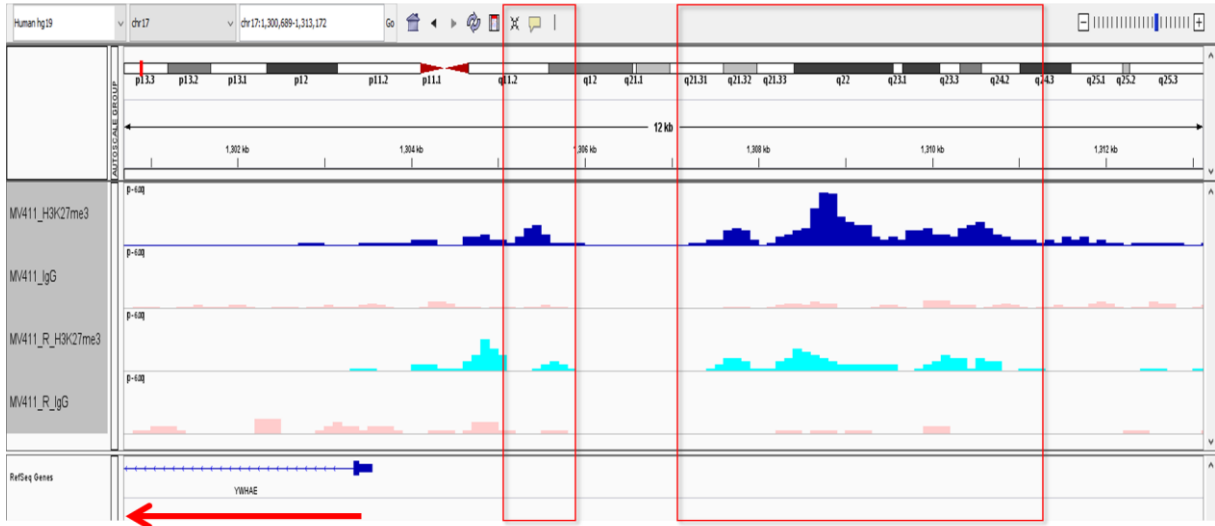 Human hg19 chr17 chr17:1,300,689-1,313,172 Go
p13.3 p13.2 p13.1 p12 p11.2 p11.1 q11.2 q12 q21.1 q21.31 q21.32 q21.33 q22 q23.1 q23.3 q24.2 q24.3 q25.1 q25.2 q25.3
AUTOSCALE GROUP
12 kb
1,302 kb 1,304 kb 1,306 kb 1,308 kb 1,310 kb 1,312 kb
MV411_H3K27me3
MV411_IgG
MV411_R_H3K27me3
MV411_R_IgG
RefSeq Genes
YWHAE